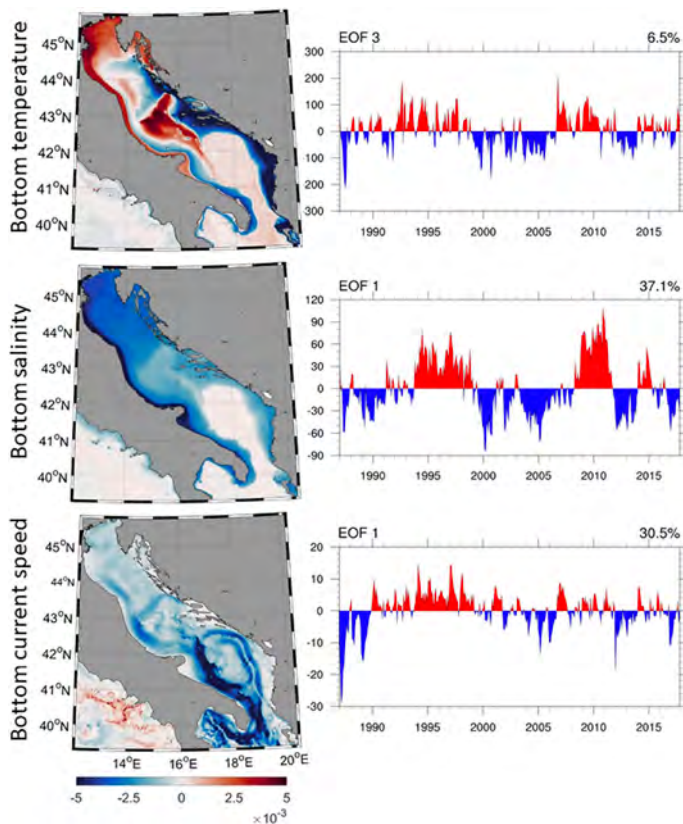 Bottom temperature
45°N
44°N
43°N
42°N
41°N
40°N
EOF 3 6.5%
300
200
100
0
100
200
300
1990 1995 2000 2005 2010 2015
Bottom salinity
45°N
44°N
43°N
42°N
41°N
40°N
EOF 1 37.1%
120
90
60
30
0
-30
-60
-90
1990 1995 2000 2005 2010 2015
Bottom current speed
45°N
44°N
43°N
42°N
41°N
40°N
14°E 16°E 18°E 20°E
EOF 1 30.5%
20
10
0
-10
-20
-30
1990 1995 2000 2005 2010 2015
-5 -2.5 0 2.5 5
×10⁻³